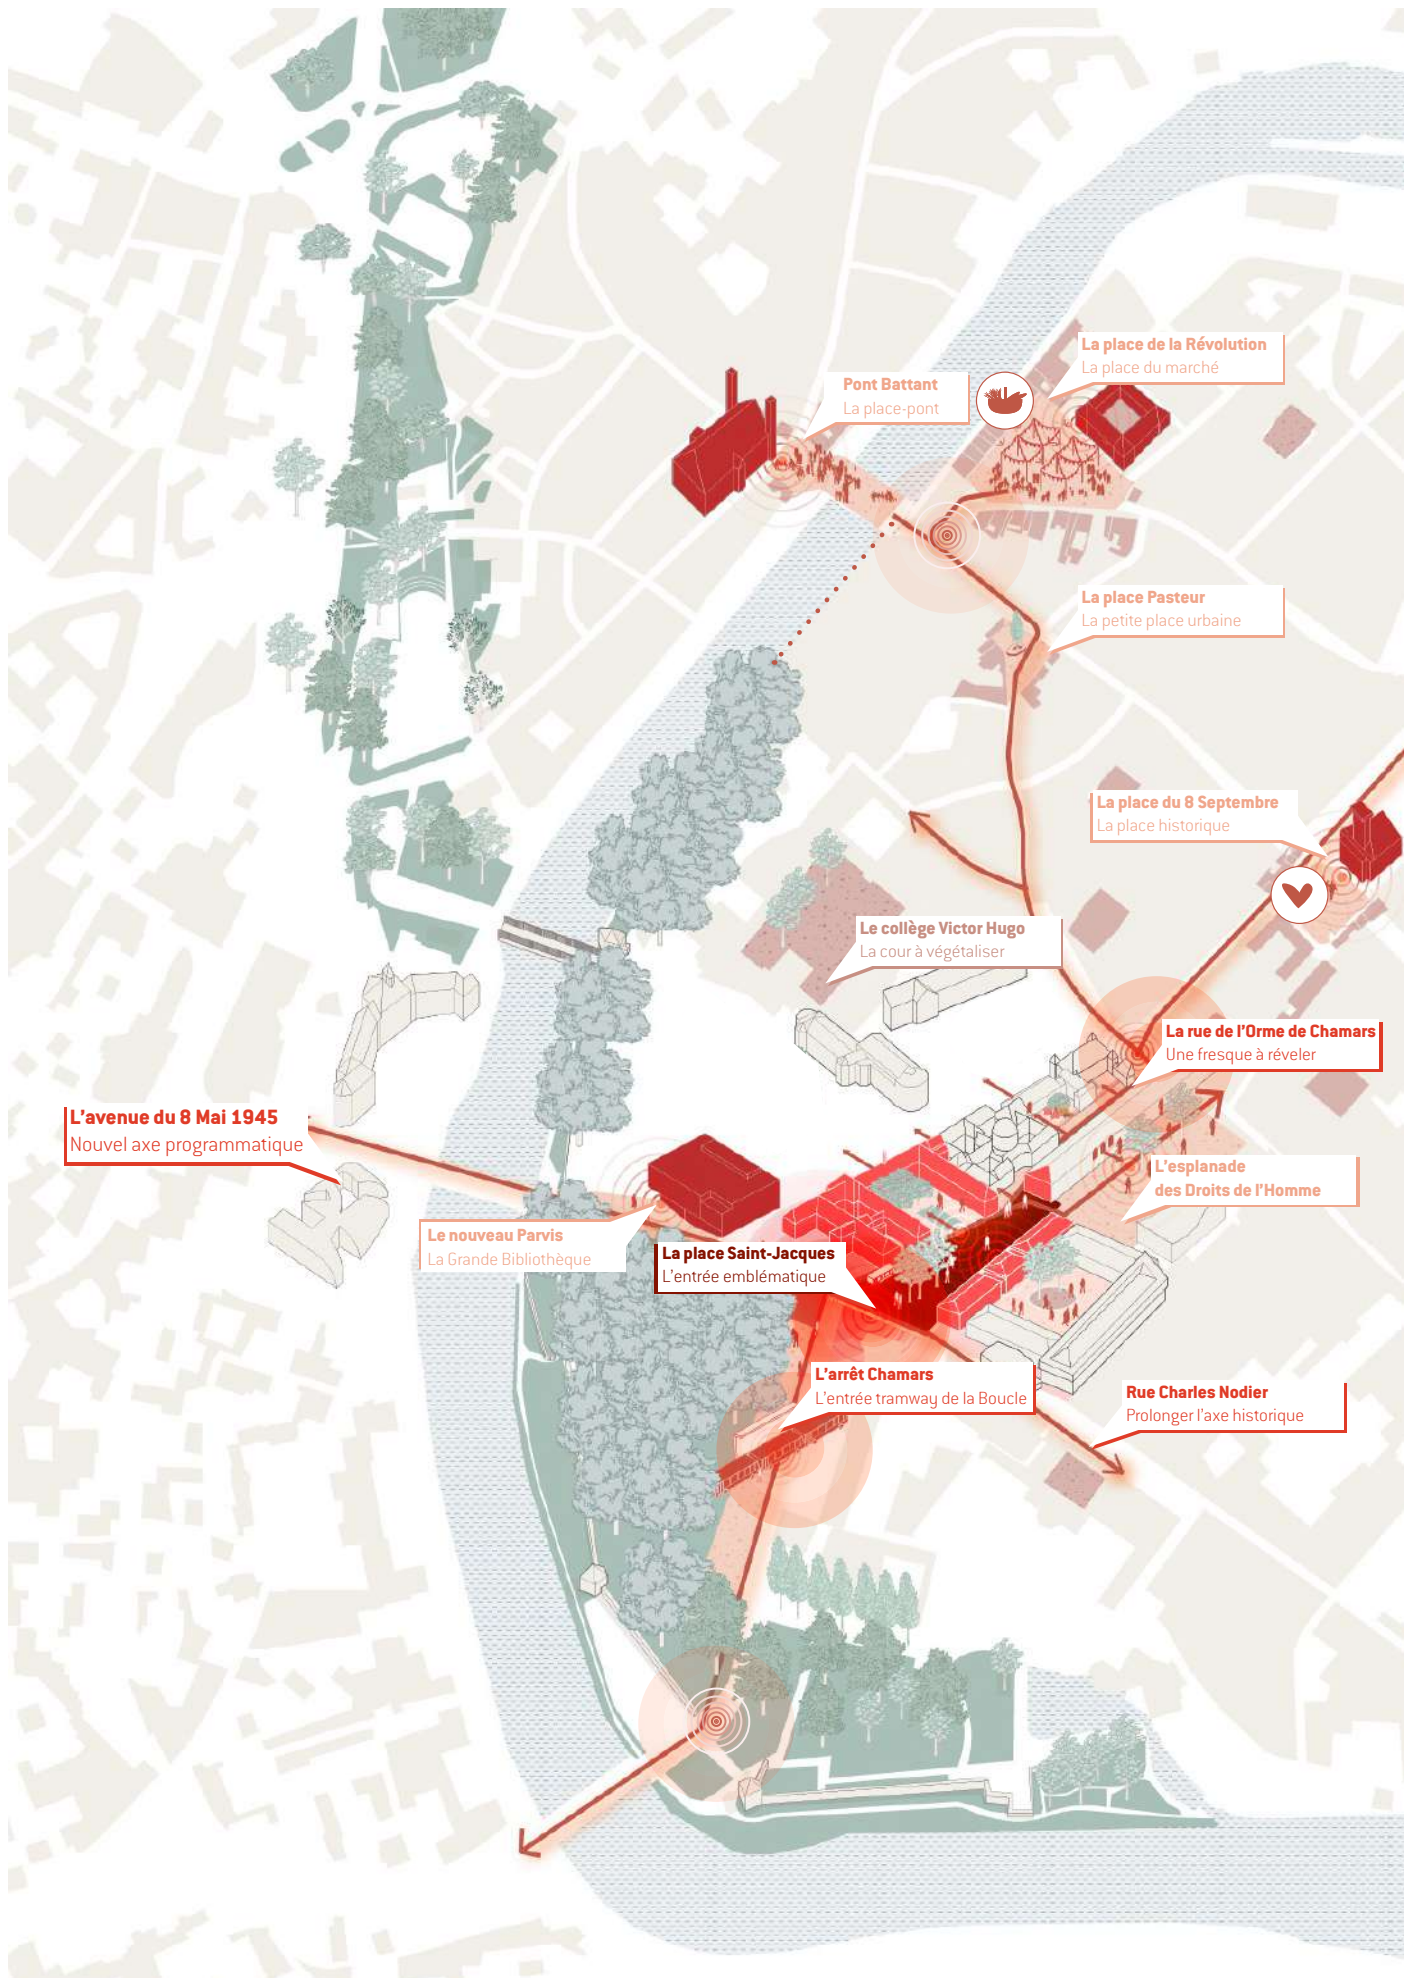 La place de la Révolution
La place du marché
Pont Battant
La place-pont
La place Pasteur
La petite place urbaine
La place du 8 Septembre
La place historique
Le collège Victor Hugo
La cour à végétaliser
La rue de l'Orme de Chamars
Une fresque à réveler
L'avenue du 8 Mai 1945
Nouvel axe programmatique
L'esplanade
des Droits de l'Homme
Le nouveau Parvis
La Grande Bibliothèque
La place Saint-Jacques
L'entrée emblématique
L'arrêt Chamars
L'entrée tramway de la Boucle
Rue Charles Nodier
Prolonger l'axe historique